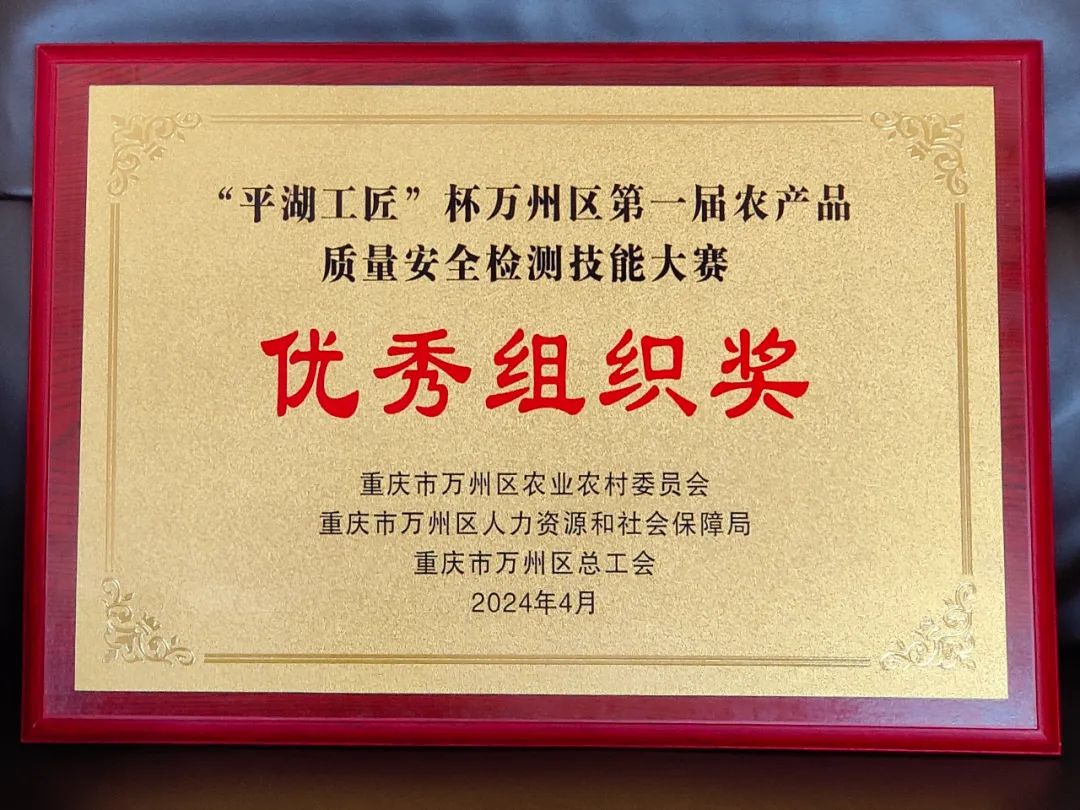 “平湖工匠”杯万州区第一届农产品
质量安全检测技能大赛
优秀组织奖
重庆市万州区农业农村委员会
重庆市万州区人力资源和社会保障局
重庆市万州区总工会
2024年4月